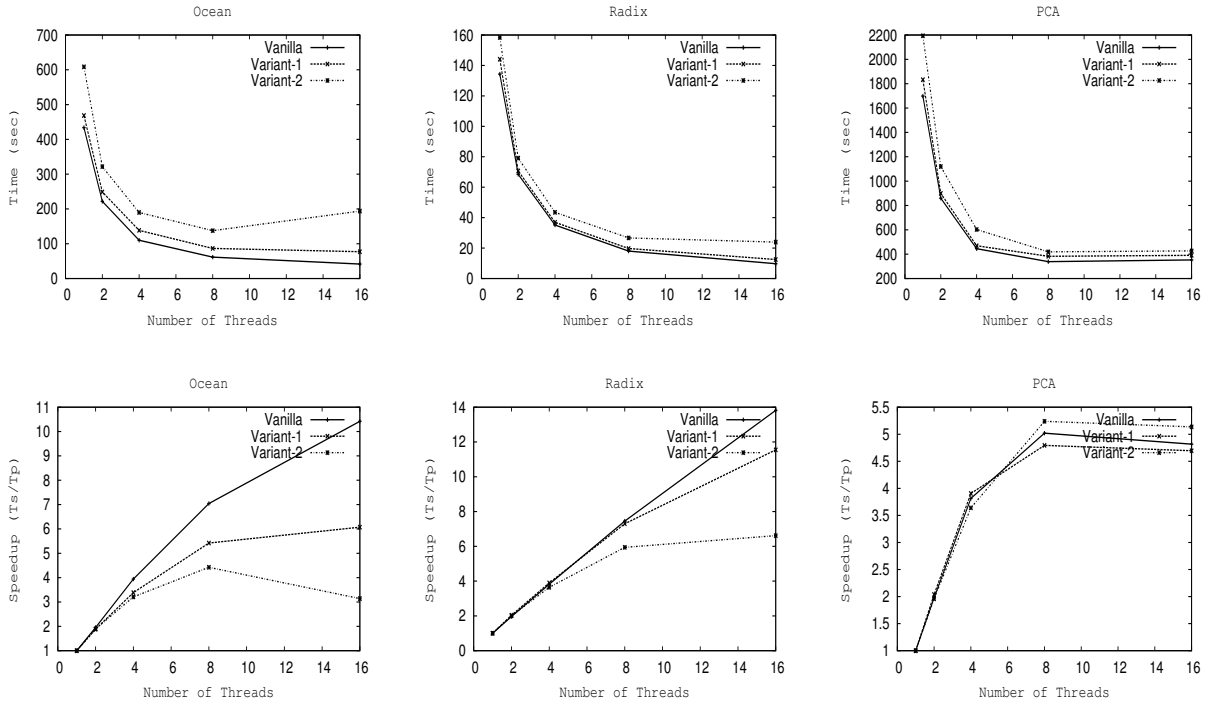 Ocean
700
600
500
400
300
200
100
0
Time (sec)
Vanilla
Variant-1
Variant-2
0 2 4 6 8 10 12 14 16
Number of Threads
Radix
160
140
120
100
80
60
40
20
0
Time (sec)
Vanilla
Variant-1
Variant-2
0 2 4 6 8 10 12 14 16
Number of Threads
PCA
2200
2000
1800
1600
1400
1200
1000
800
600
400
200
Time (sec)
Vanilla
Variant-1
Variant-2
0 2 4 6 8 10 12 14 16
Number of Threads
Ocean
11
10
9
8
7
6
5
4
3
2
1
Speedup (Ts/Tp)
Vanilla
Variant-1
Variant-2
0 2 4 6 8 10 12 14 16
Number of Threads
Radix
14
12
10
8
6
4
2
0
Speedup (Ts/Tp)
Vanilla
Variant-1
Variant-2
0 2 4 6 8 10 12 14 16
Number of Threads
PCA
5.5
5
4.5
4
3.5
3
2.5
2
1.5
1
Speedup (Ts/Tp)
Vanilla
Variant-1
Variant-2
0 2 4 6 8 10 12 14 16
Number of Threads